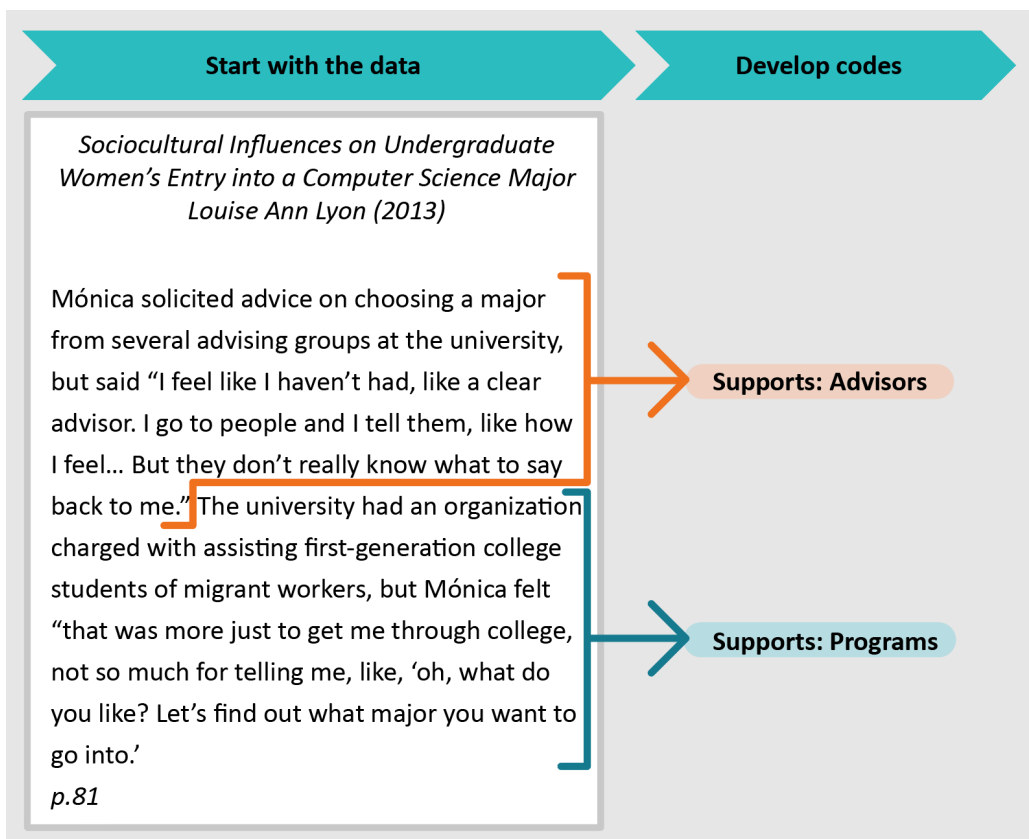 Start with the data
Develop codes
Sociocultural Influences on Undergraduate
Women’s Entry into a Computer Science Major
Louise Ann Lyon (2013)
Mónica solicited advice on choosing a major
from several advising groups at the university,
but said “I feel like I haven’t had, like a clear
advisor. I go to people and I tell them, like how
I feel... But they don’t really know what to say
back to me.” The university had an organization
charged with assisting first-generation college
students of migrant workers, but Mónica felt
“that was more just to get me through college,
not so much for telling me, like, ‘oh, what do
you like? Let’s find out what major you want to
go into.’
p.81
Supports: Advisors
Supports: Programs